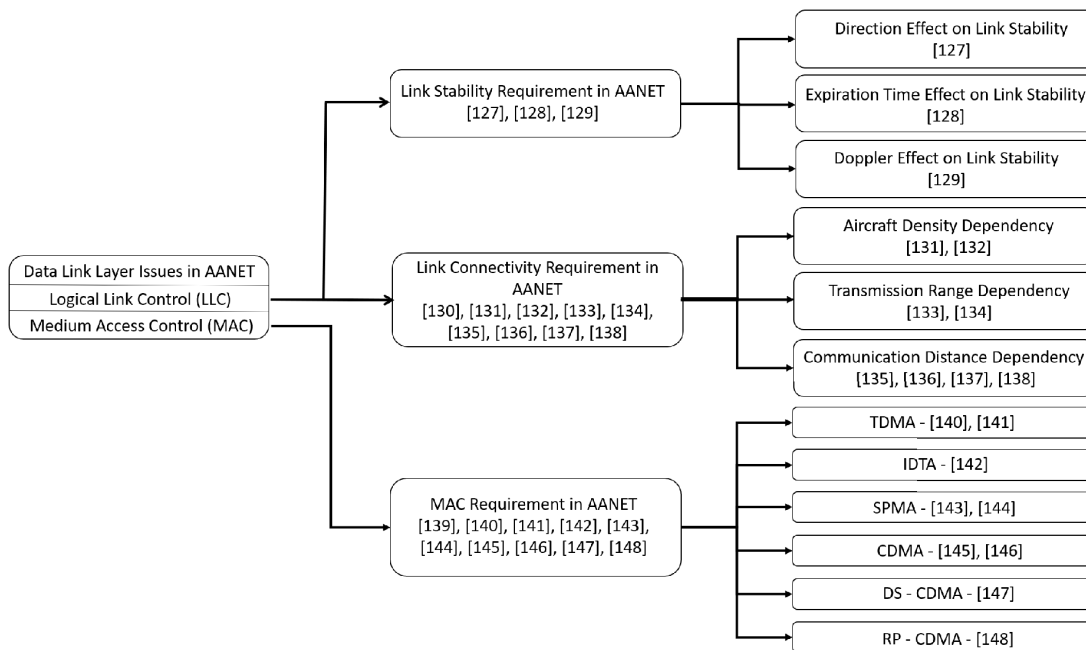 Data Link Layer Issues in AANET
Logical Link Control (LLC)
Medium Access Control (MAC)
Link Stability Requirement in AANET
[127], [128], [129]
Direction Effect on Link Stability
[127]
Expiration Time Effect on Link Stability
[128]
Doppler Effect on Link Stability
[129]
Link Connectivity Requirement in
AANET
[130], [131], [132], [133], [134],
[135], [136], [137], [138]
Aircraft Density Dependency
[131], [132]
Transmission Range Dependency
[133], [134]
Communication Distance Dependency
[135], [136], [137], [138]
MAC Requirement in AANET
[139], [140], [141], [142], [143],
[144], [145], [146], [147], [148]
TDMA - [140], [141]
IDTA - [142]
SPMA - [143], [144]
CDMA - [145], [146]
DS - CDMA - [147]
RP - CDMA - [148]